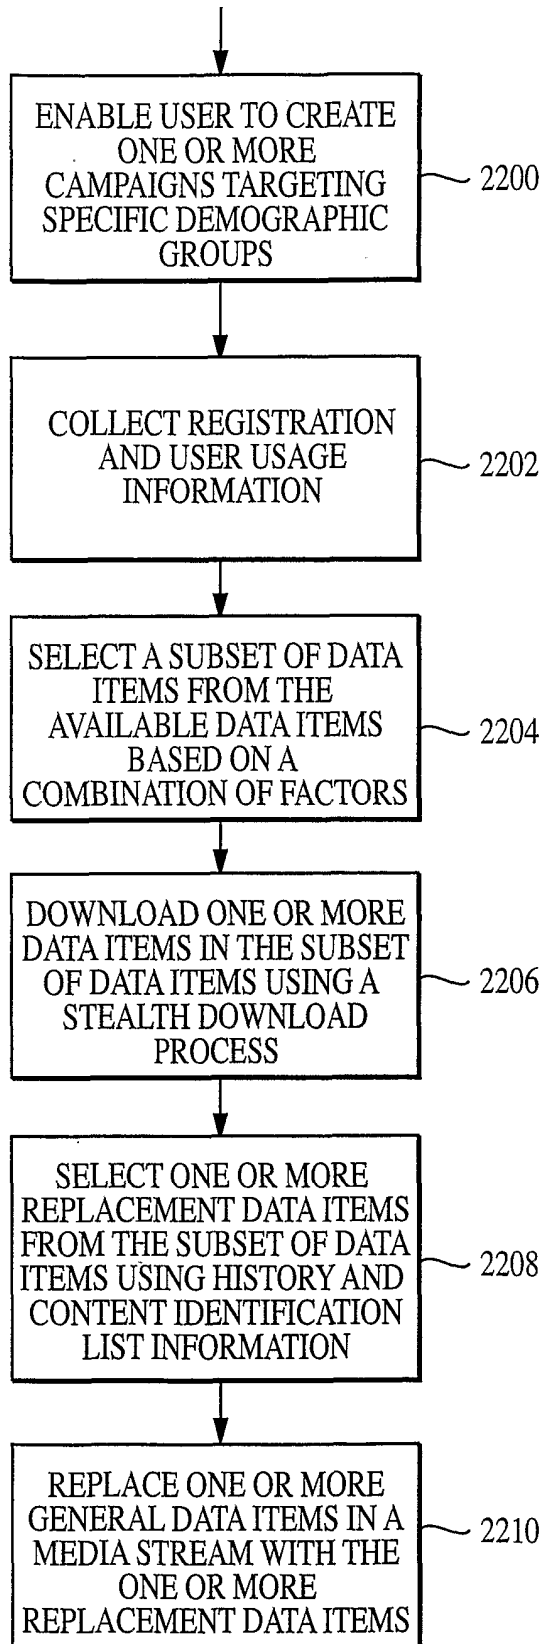 ENABLE USER TO CREATE
ONE OR MORE
CAMPAIGNS TARGETING
SPECIFIC DEMOGRAPHIC
GROUPS
2200
COLLECT REGISTRATION
AND USER USAGE
INFORMATION
2202
SELECT A SUBSET OF DATA
ITEMS FROM THE
AVAILABLE DATA ITEMS
BASED ON A
COMBINATION OF FACTORS
2204
DOWNLOAD ONE OR MORE
DATA ITEMS IN THE SUBSET
OF DATA ITEMS USING A
STEALTH DOWNLOAD
PROCESS
2206
SELECT ONE OR MORE
REPLACEMENT DATA ITEMS
FROM THE SUBSET OF DATA
ITEMS USING HISTORY AND
CONTENT IDENTIFICATION
LIST INFORMATION
2208
REPLACE ONE OR MORE
GENERAL DATA ITEMS IN A
MEDIA STREAM WITH THE
ONE OR MORE
REPLACEMENT DATA ITEMS
2210